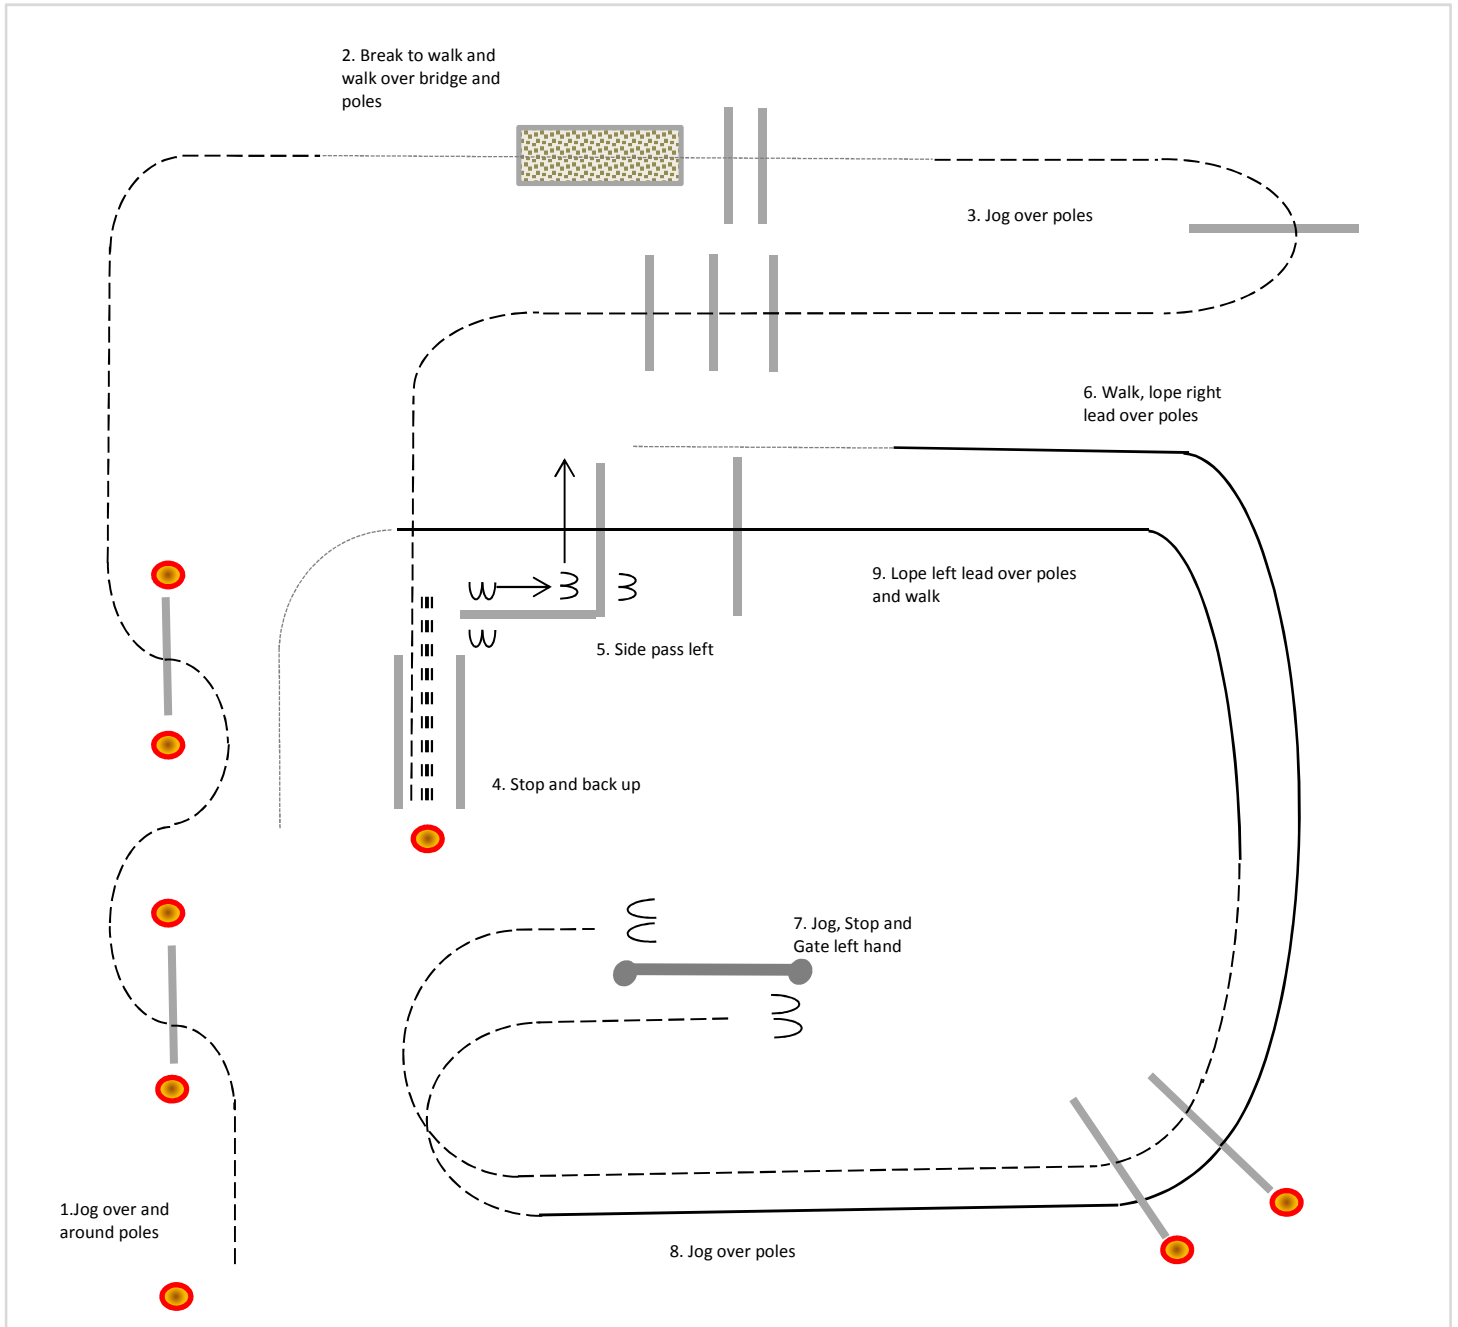 2. Break to walk and
walk over bridge and
poles
3. Jog over poles
6. Walk, lope right
lead over poles
9. Lope left lead over poles
and walk
5. Side pass left
4. Stop and back up
7. Jog, Stop and
Gate left hand
1.Jog over and
around poles
8. Jog over poles